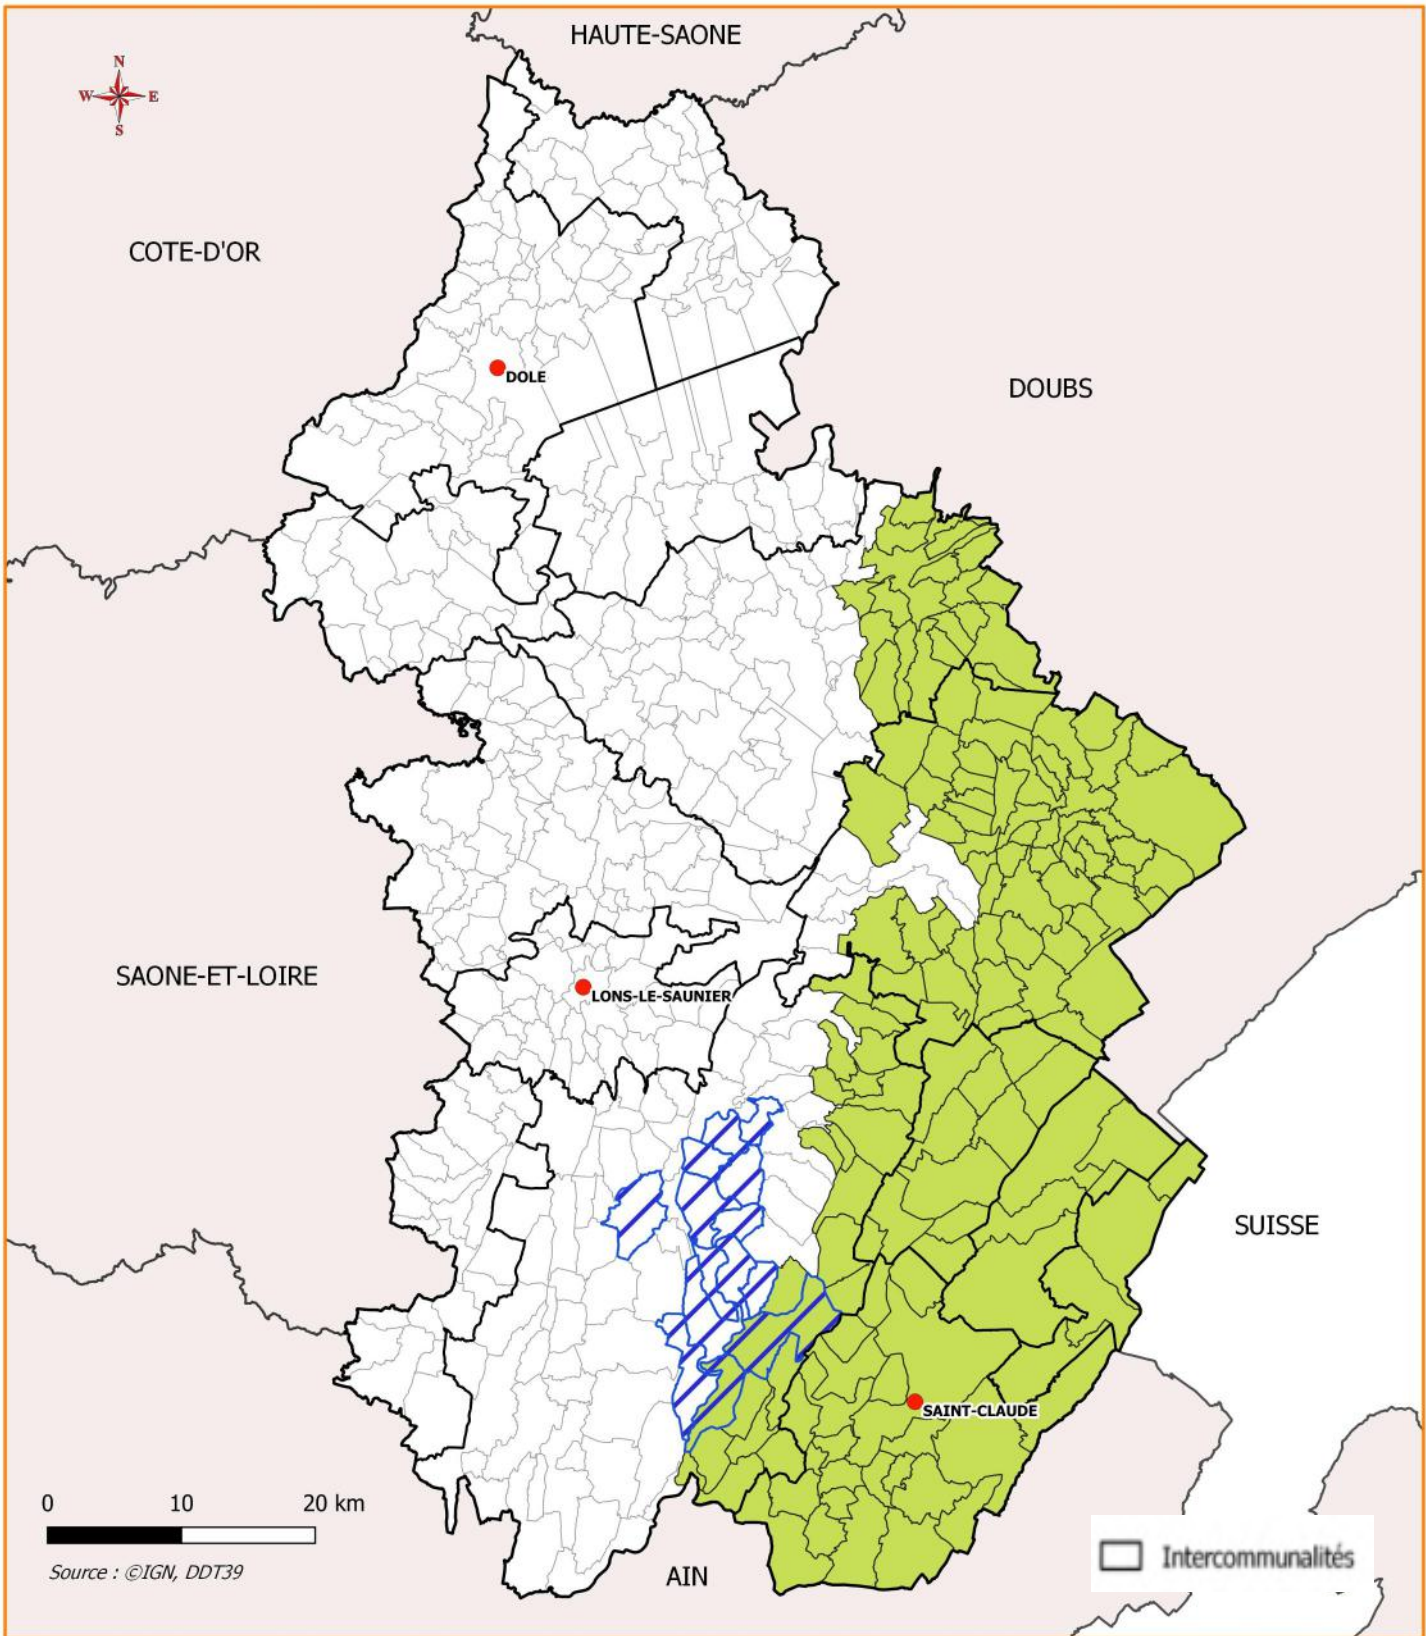 HAUTE-SAONE
N
W E
S
COTE-D'OR
DOLE
DOUBS
SAONE-ET-LOIRE
LONS-LE-SAUNIER
SUISSE
SAINT-CLAUDE
0 10 20 km
Source : ©IGN, DDT39
AIN
Intercommunalités